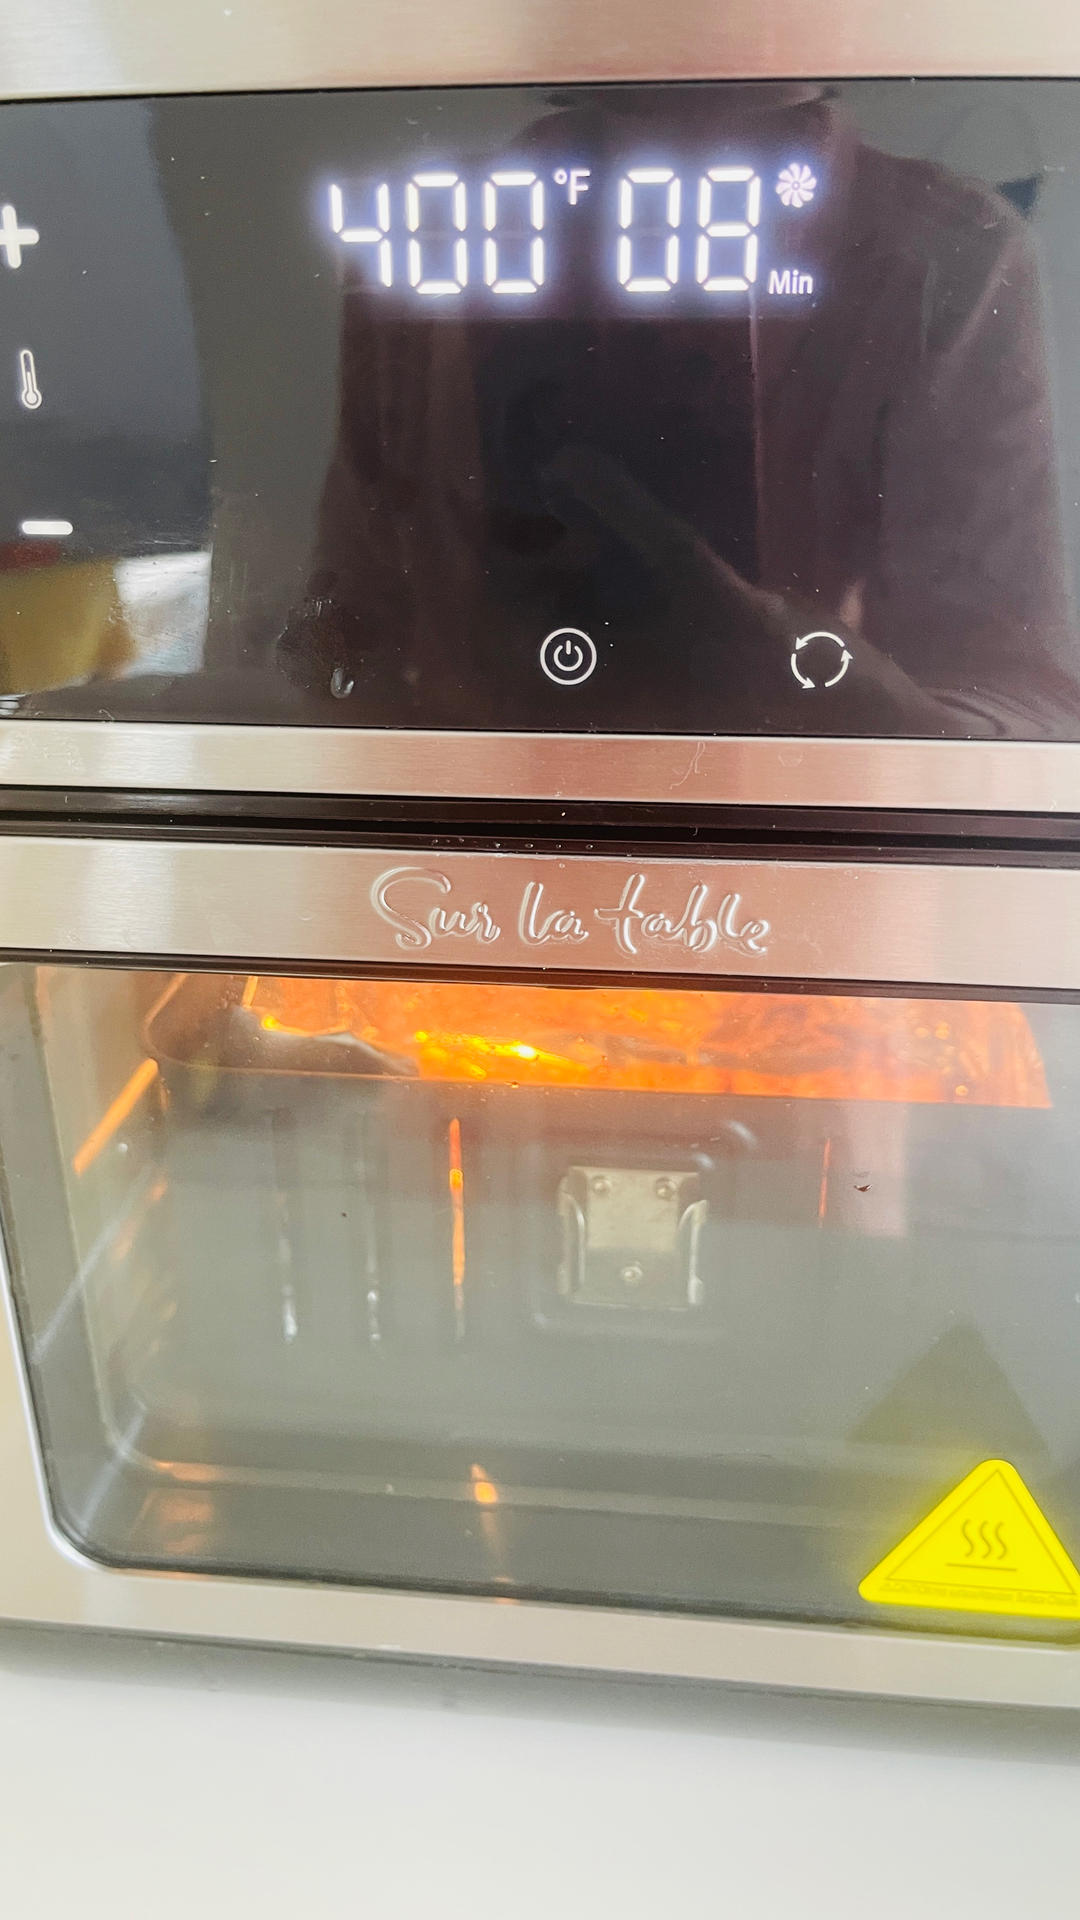 400 °F 08 Min
Sur la table